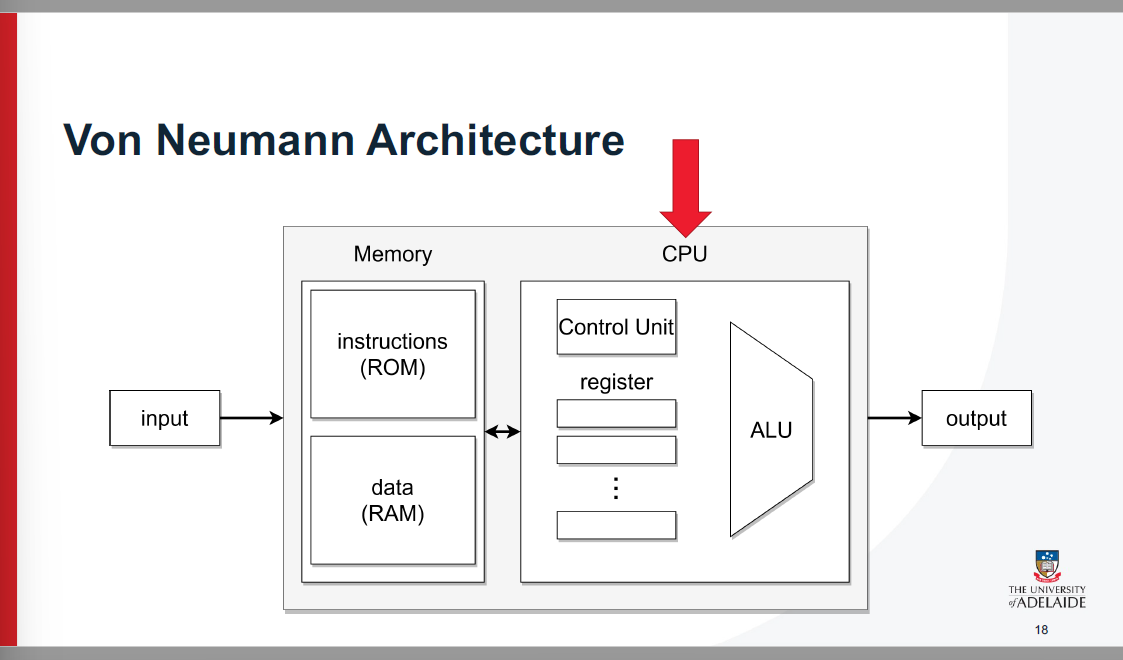 Von Neumann Architecture
Memory
CPU
instructions
(ROM)
data
(RAM)
Control Unit
register
⋮
ALU
input
output
THE UNIVERSITY
of ADELAIDE
18